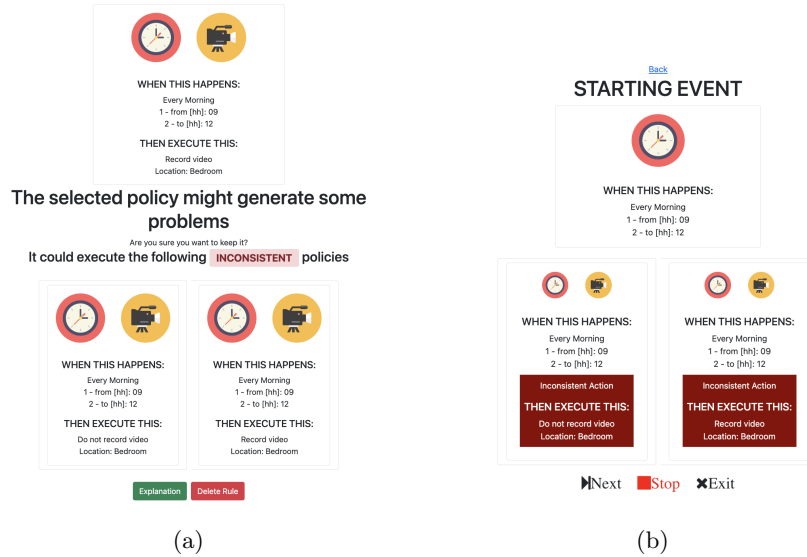 WHEN THIS HAPPENS:
Every Morning
1 - from [hh]: 09
2 - to [hh]: 12
THEN EXECUTE THIS:
Record video
Location: Bedroom
The selected policy might generate some
problems
Are you sure you want to keep it?
It could execute the following INCONSISTENT policies
WHEN THIS HAPPENS:
Every Morning
1 - from [hh]: 09
2 - to [hh]: 12
THEN EXECUTE THIS:
Do not record video
Location: Bedroom
WHEN THIS HAPPENS:
Every Morning
1 - from [hh]: 09
2 - to [hh]: 12
THEN EXECUTE THIS:
Record video
Location: Bedroom
Explanation
Delete Rule
(a)
Back
STARTING EVENT
WHEN THIS HAPPENS:
Every Morning
1 - from [hh]: 09
2 - to [hh]: 12
WHEN THIS HAPPENS:
Every Morning
1 - from [hh]: 09
2 - to [hh]: 12
Inconsistent Action
THEN EXECUTE THIS:
Do not record video
Location: Bedroom
WHEN THIS HAPPENS:
Every Morning
1 - from [hh]: 09
2 - to [hh]: 12
Inconsistent Action
THEN EXECUTE THIS:
Record video
Location: Bedroom
Next Stop Exit
(b)